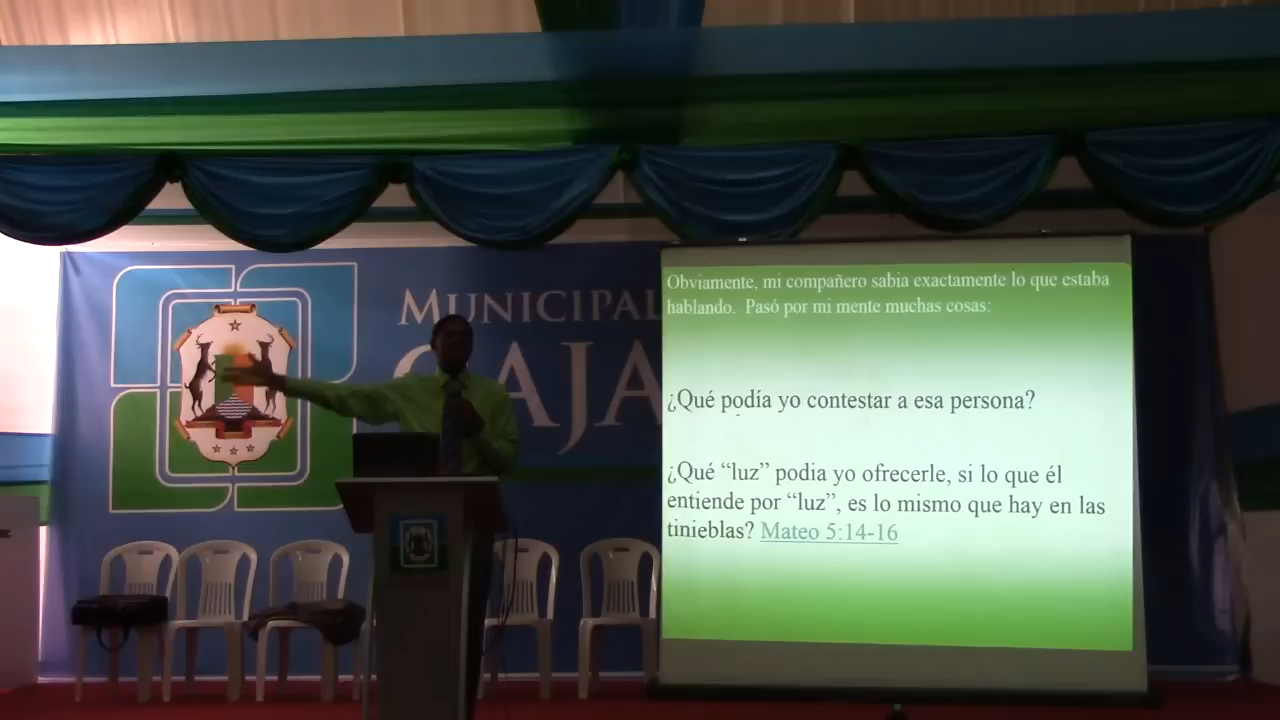 MUNICIPAL
CAJA
Obviamente, mi compañero sabia exactamente lo que estaba
hablando. Pasó por mi mente muchas cosas:
¿Qué podía yo contestar a esa persona?
¿Qué “luz” podia yo ofrecerle, si lo que él
entiende por “luz”, es lo mismo que hay en las
tinieblas? Mateo 5:14-16